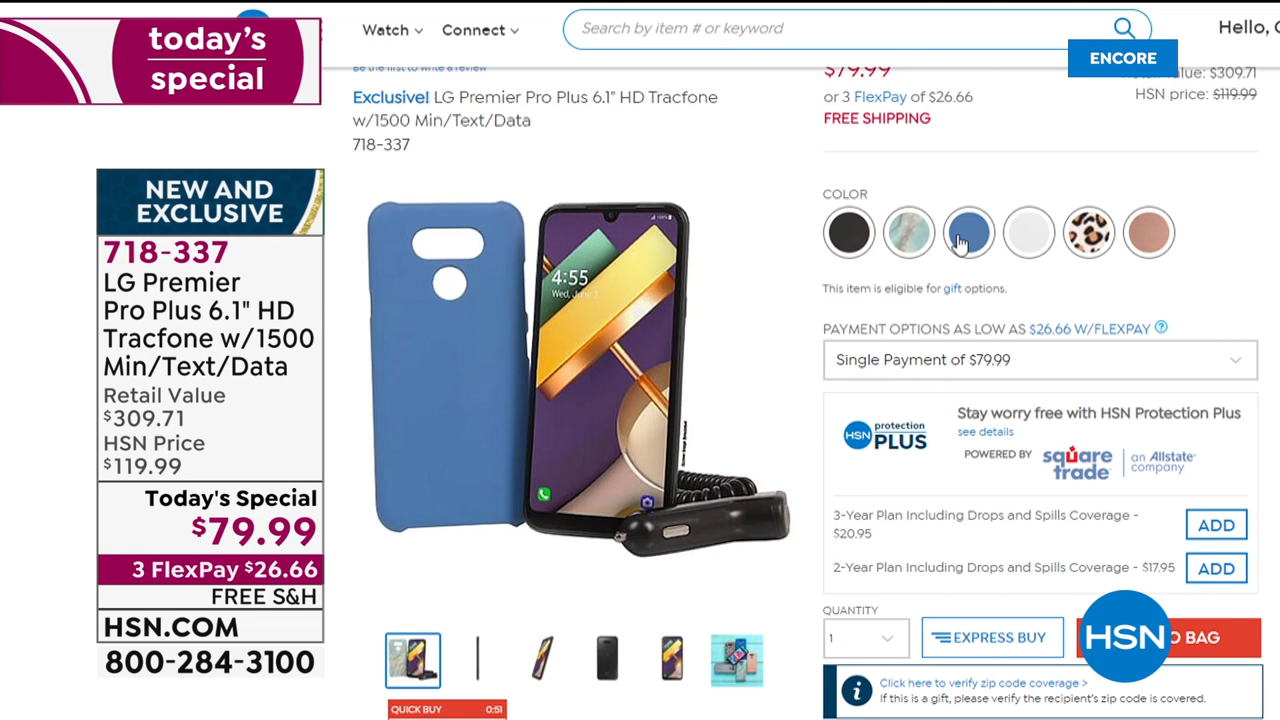 today's
special
Watch
Connect
Search by item # or keyword
Hello,
ENCORE
Be the first to write a review
$79.99
Retail Value: $309.71
Exclusive! LG Premier Pro Plus 6.1" HD Tracfone
w/1500 Min/Text/Data
718-337
or 3 FlexPay of $26.66
HSN price: $119.99
FREE SHIPPING
NEW AND
EXCLUSIVE
718-337
LG Premier
Pro Plus 6.1" HD
Tracfone w/1500
Min/Text/Data
Retail Value
$309.71
HSN Price
$119.99
Today's Special
$79.99
3 FlexPay $26.66
FREE S&H
HSN.COM
800-284-3100
4:55
COLOR
This item is eligible for gift options.
PAYMENT OPTIONS AS LOW AS $26.66 W/FLEXPAY ?
Single Payment of $79.99
HSN protection
PLUS
Stay worry free with HSN Protection Plus
see details
POWERED BY
square
trade
an Allstate
company
3-Year Plan Including Drops and Spills Coverage -
$20.95
ADD
2-Year Plan Including Drops and Spills Coverage - $17.95
ADD
QUANTITY
1
EXPRESS BUY
HSN
BAG
Click here to verify zip code coverage >
If this is a gift, please verify the recipient's zip code is covered.
QUICK BUY
0:51